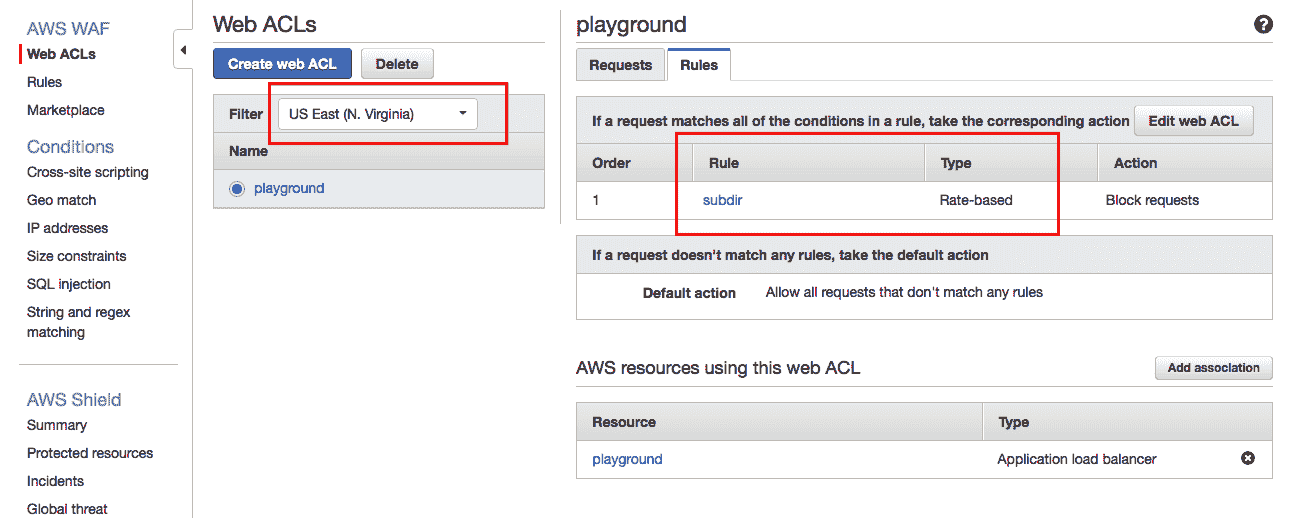 AWS WAF
Web ACLs
Rules
Marketplace
Conditions
Cross-site scripting
Geo match
IP addresses
Size constraints
SQL injection
String and regex
matching
AWS Shield
Summary
Protected resources
Incidents
Global threat
Web ACLs
Create web ACL Delete
Filter US East (N. Virginia)
Name
playground
playground
?
Requests Rules
If a request matches all of the conditions in a rule, take the corresponding action Edit web ACL
Order Rule Type Action
1 subdir Rate-based Block requests
If a request doesn't match any rules, take the default action
Default action Allow all requests that don't match any rules
AWS resources using this web ACL Add association
Resource Type
playground Application load balancer